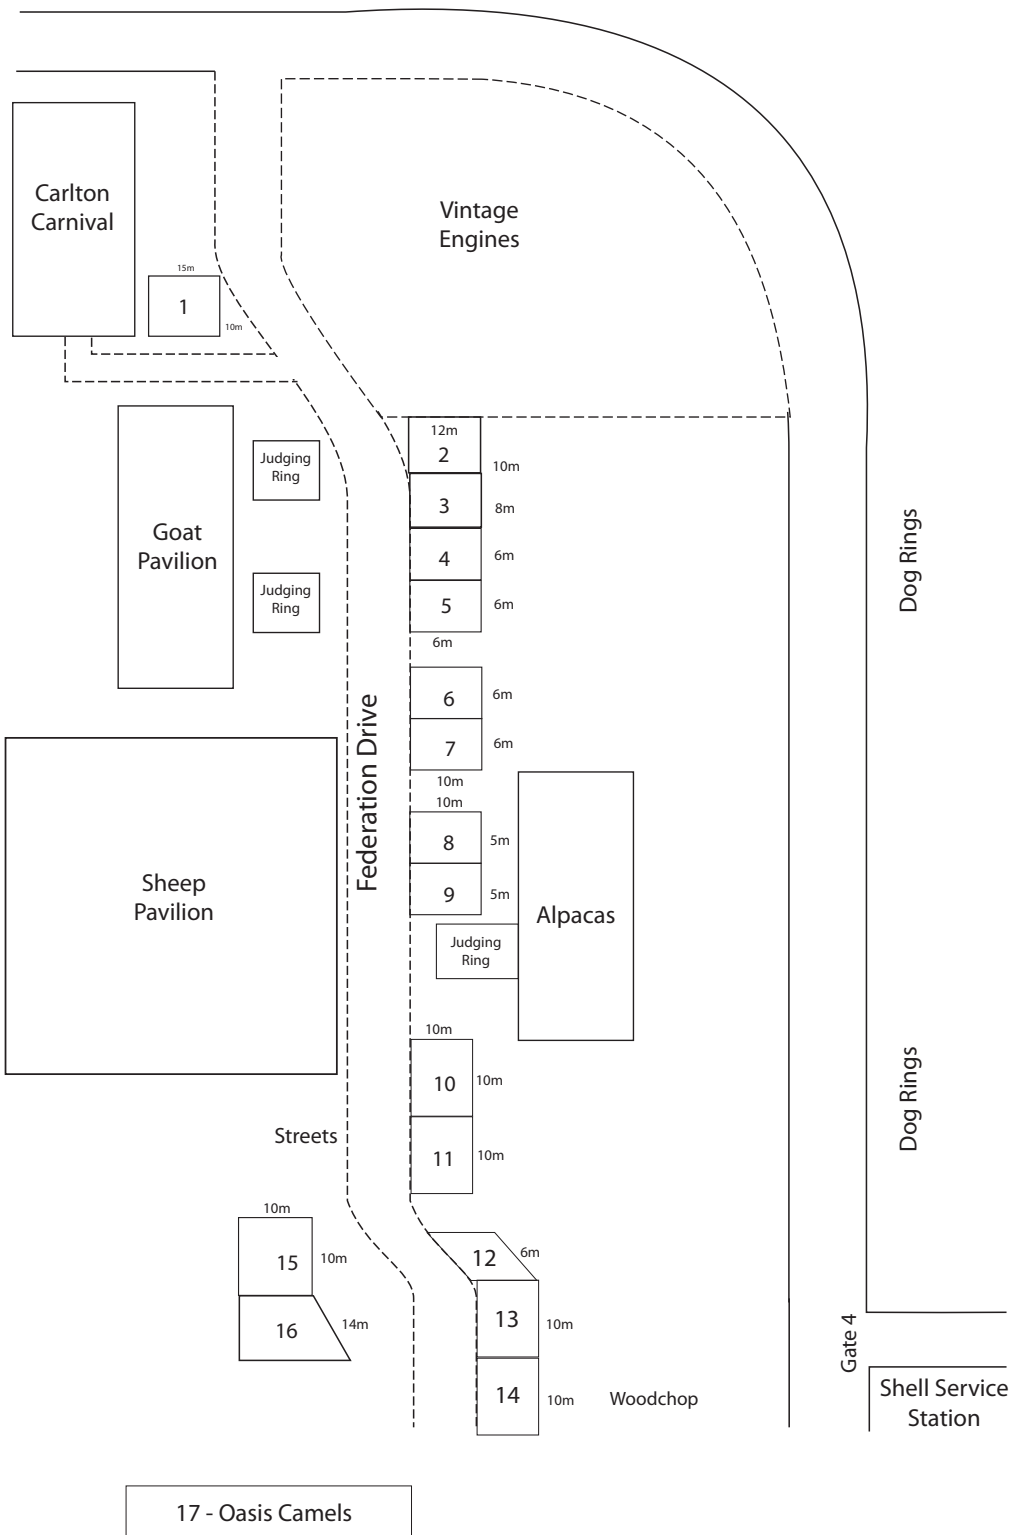 Carlton
Carnival
Vintage
Engines
15m
1
10m
12m
2
10m
Judging
Ring
3
8m
Goat
Pavilion
4
6m
Dog Rings
Judging
Ring
5
6m
6m
6
6m
Federation Drive
7
6m
10m
10m
8
5m
Sheep
Pavilion
9
5m
Alpacas
Judging
Ring
10m
10
10m
Dog Rings
Streets
11
10m
10m
15
10m
12
6m
16
14m
13
10m
Gate 4
14
10m
Woodchop
Shell Service
Station
17 - Oasis Camels